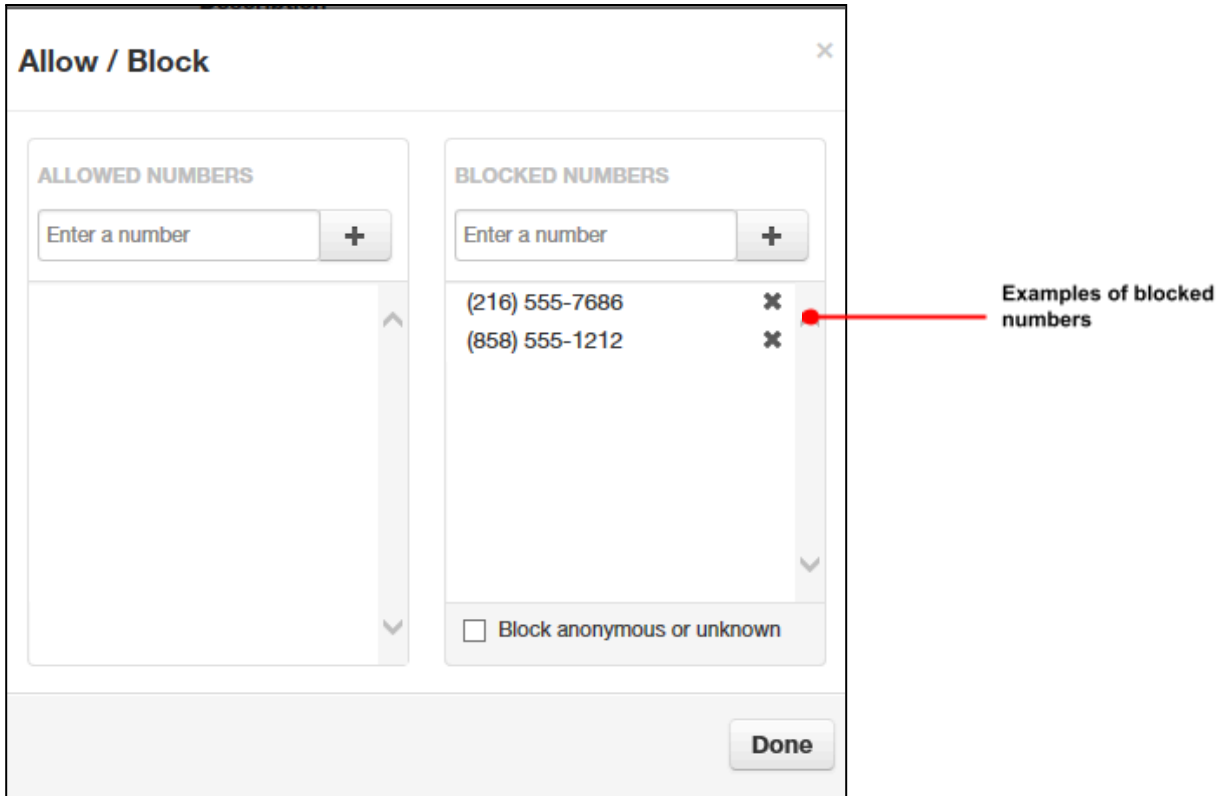 Allow / Block
×
ALLOWED NUMBERS
Enter a number
BLOCKED NUMBERS
Enter a number
(216) 555-7686
(858) 555-1212
Block anonymous or unknown
Done
Examples of blocked
numbers